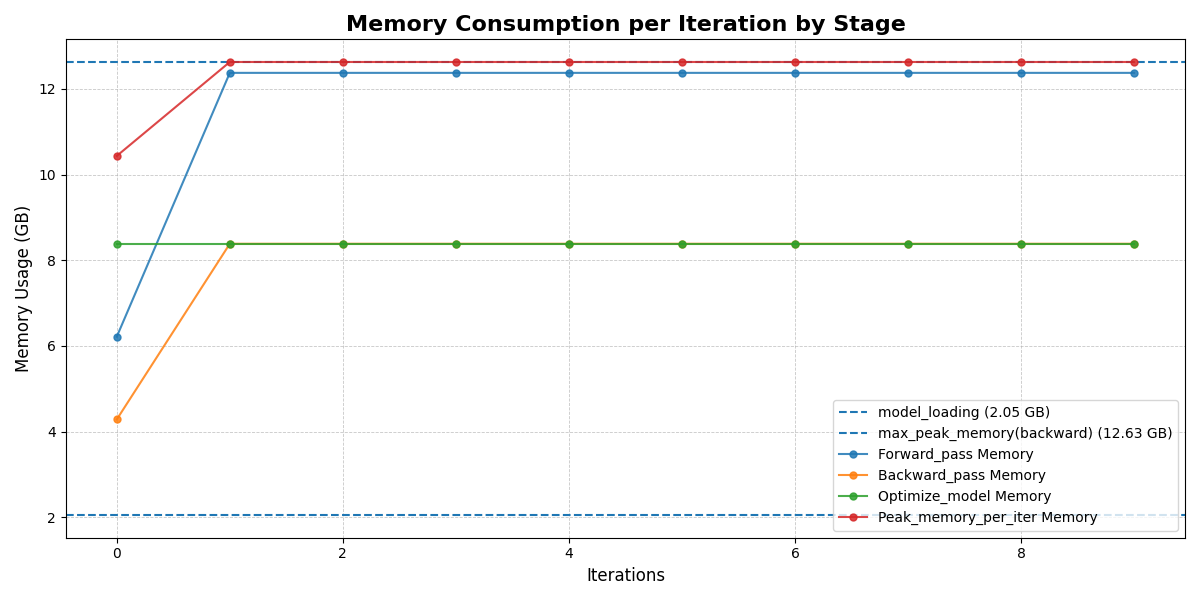 Memory Consumption per Iteration by Stage
Memory Usage (GB)
12
10
8
6
4
2
model_loading (2.05 GB)
max_peak_memory(backward) (12.63 GB)
Forward_pass Memory
Backward_pass Memory
Optimize_model Memory
Peak_memory_per_iter Memory
0 2 4 6 8
Iterations